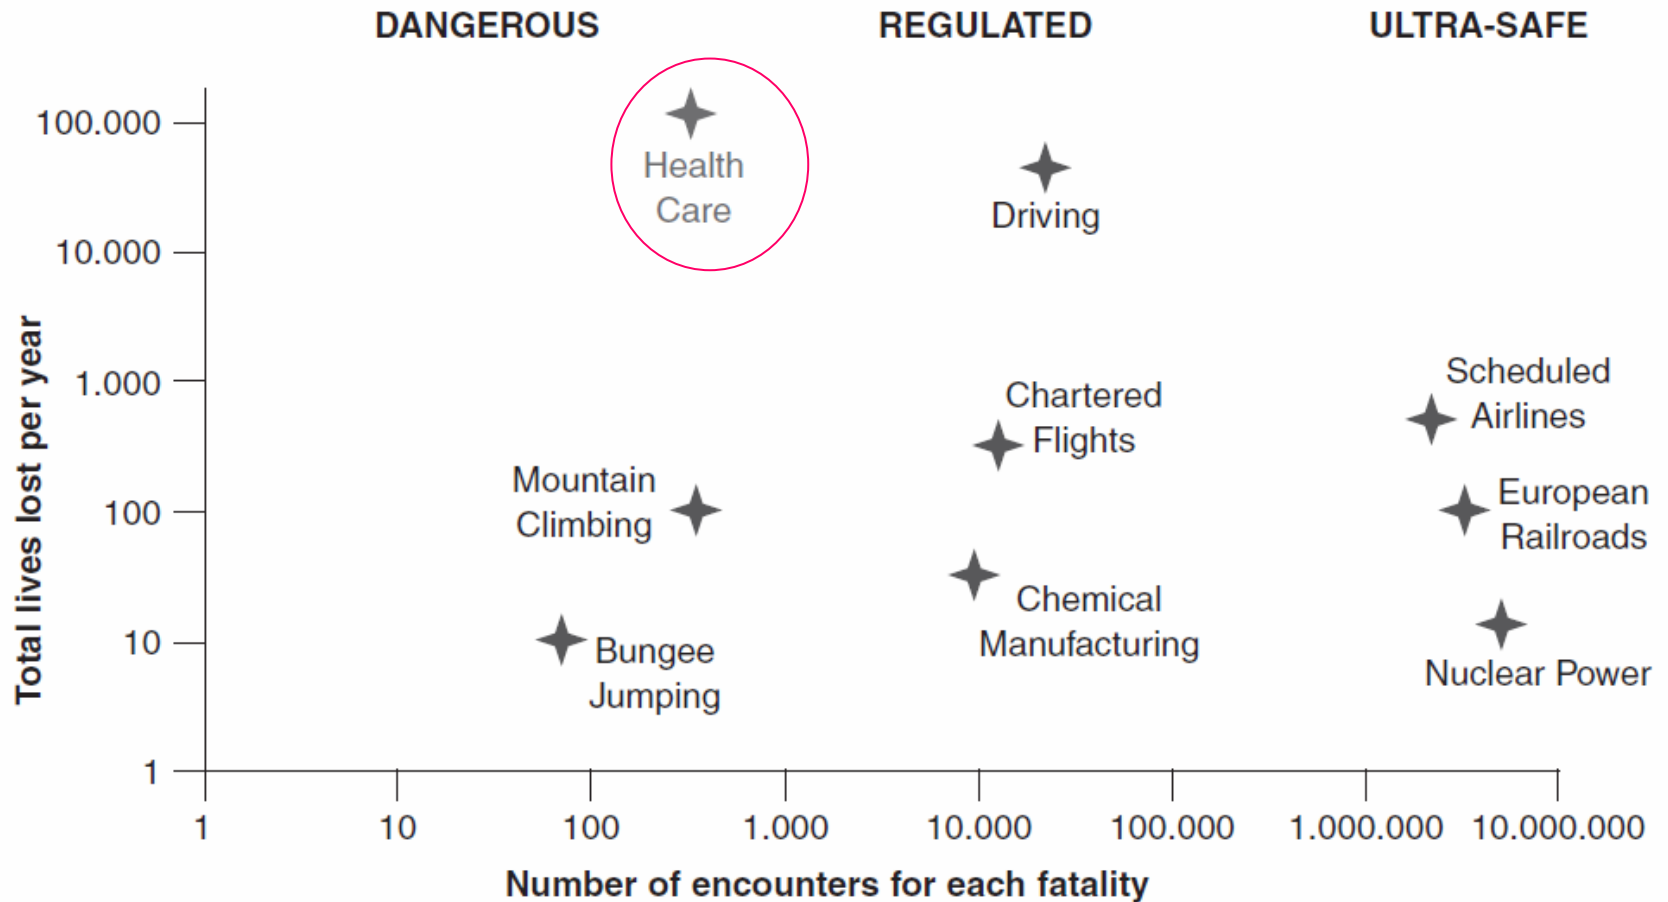 DANGEROUS
REGULATED
ULTRA-SAFE
100.000
Health
Care
Driving
10.000
Total lives lost per year
1.000
Scheduled
Airlines
Chartered
Flights
Mountain
Climbing
100
European
Railroads
Chemical
Manufacturing
10
Bungee
Jumping
Nuclear Power
1
1
10
100
1.000
10.000
100.000
1.000.000
10.000.000
Number of encounters for each fatality